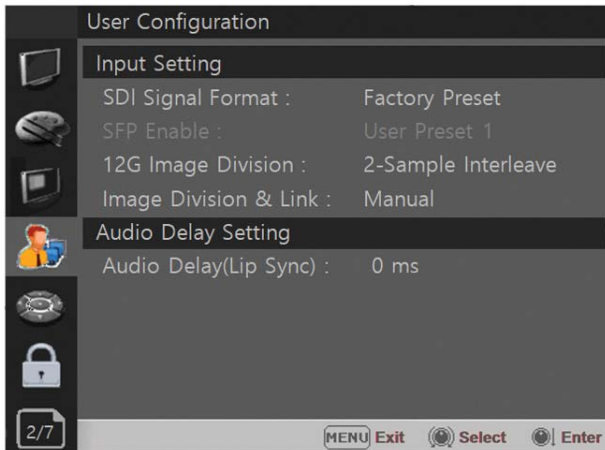 User Configuration
Input Setting
SDI Signal Format : Factory Preset
SFP Enable : User Preset 1
12G Image Division : 2-Sample Interleave
Image Division & Link : Manual
Audio Delay Setting
Audio Delay(Lip Sync) : 0 ms
2/7 MENU Exit Select Enter